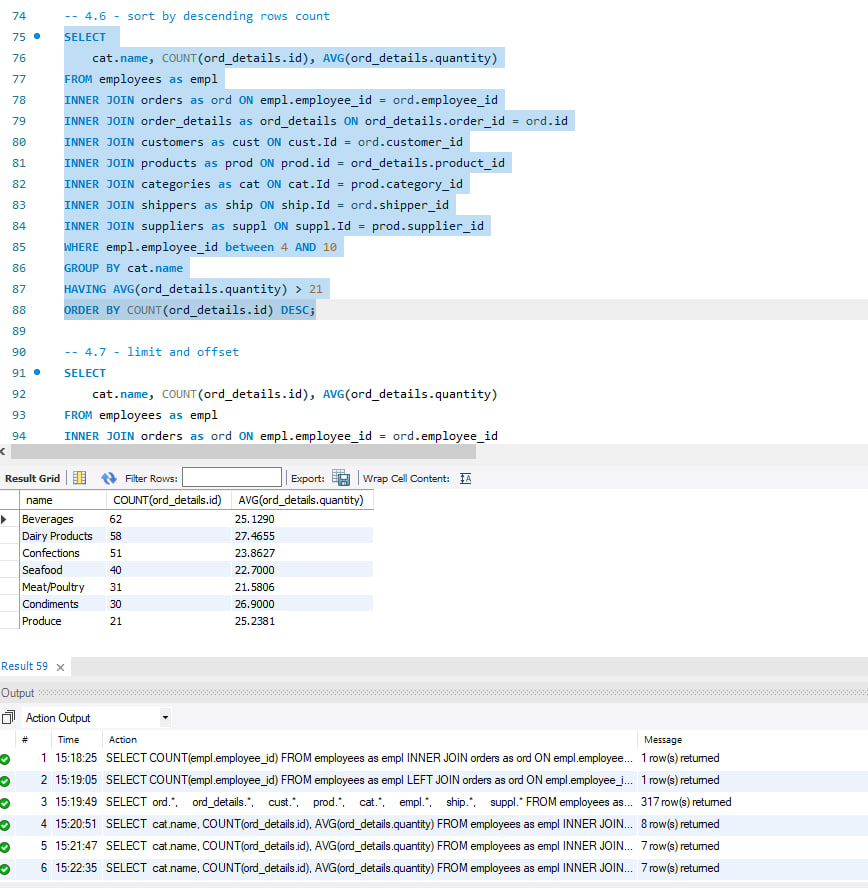 74 -- 4.6 - sort by descending rows count
75 SELECT
76 cat.name, COUNT(ord_details.id), AVG(ord_details.quantity)
77 FROM employees as empl
78 INNER JOIN orders as ord ON empl.employee_id = ord.employee_id
79 INNER JOIN order_details as ord_details ON ord_details.order_id = ord.id
80 INNER JOIN customers as cust ON cust.Id = ord.customer_id
81 INNER JOIN products as prod ON prod.id = ord_details.product_id
82 INNER JOIN categories as cat ON cat.Id = prod.category_id
83 INNER JOIN shippers as ship ON ship.Id = ord.shipper_id
84 INNER JOIN suppliers as suppl ON suppl.Id = prod.supplier_id
85 WHERE empl.employee_id between 4 AND 10
86 GROUP BY cat.name
87 HAVING AVG(ord_details.quantity) > 21
88 ORDER BY COUNT(ord_details.id) DESC;
89
90 -- 4.7 - limit and offset
91 SELECT
92 cat.name, COUNT(ord_details.id), AVG(ord_details.quantity)
93 FROM employees as empl
94 INNER JOIN orders as ord ON empl.employee_id = ord.employee_id
Result Grid Filter Rows: Export: Wrap Cell Content:
name COUNT(ord_details.id) AVG(ord_details.quantity)
Beverages 62 25.1290
Dairy Products 58 27.4655
Confections 51 23.8627
Seafood 40 22.7000
Meat/Poultry 31 21.5806
Condiments 30 26.9000
Produce 21 25.2381
Result 59
Output
Action Output
# Time Action Message
1 15:18:25 SELECT COUNT(empl.employee_id) FROM employees as empl INNER JOIN orders as ord ON empl.employee... 1 row(s) returned
2 15:19:05 SELECT COUNT(empl.employee_id) FROM employees as empl LEFT JOIN orders as ord ON empl.employee_i... 1 row(s) returned
3 15:19:49 SELECT ord.*, ord_details.*, cust.*, prod.*, cat.*, empl.*, ship.*, suppl.* FROM employees as... 317 row(s) returned
4 15:20:51 SELECT cat.name, COUNT(ord_details.id), AVG(ord_details.quantity) FROM employees as empl INNER JOIN... 8 row(s) returned
5 15:21:47 SELECT cat.name, COUNT(ord_details.id), AVG(ord_details.quantity) FROM employees as empl INNER JOIN... 7 row(s) returned
6 15:22:35 SELECT cat.name, COUNT(ord_details.id), AVG(ord_details.quantity) FROM employees as empl INNER JOIN... 7 row(s) returned